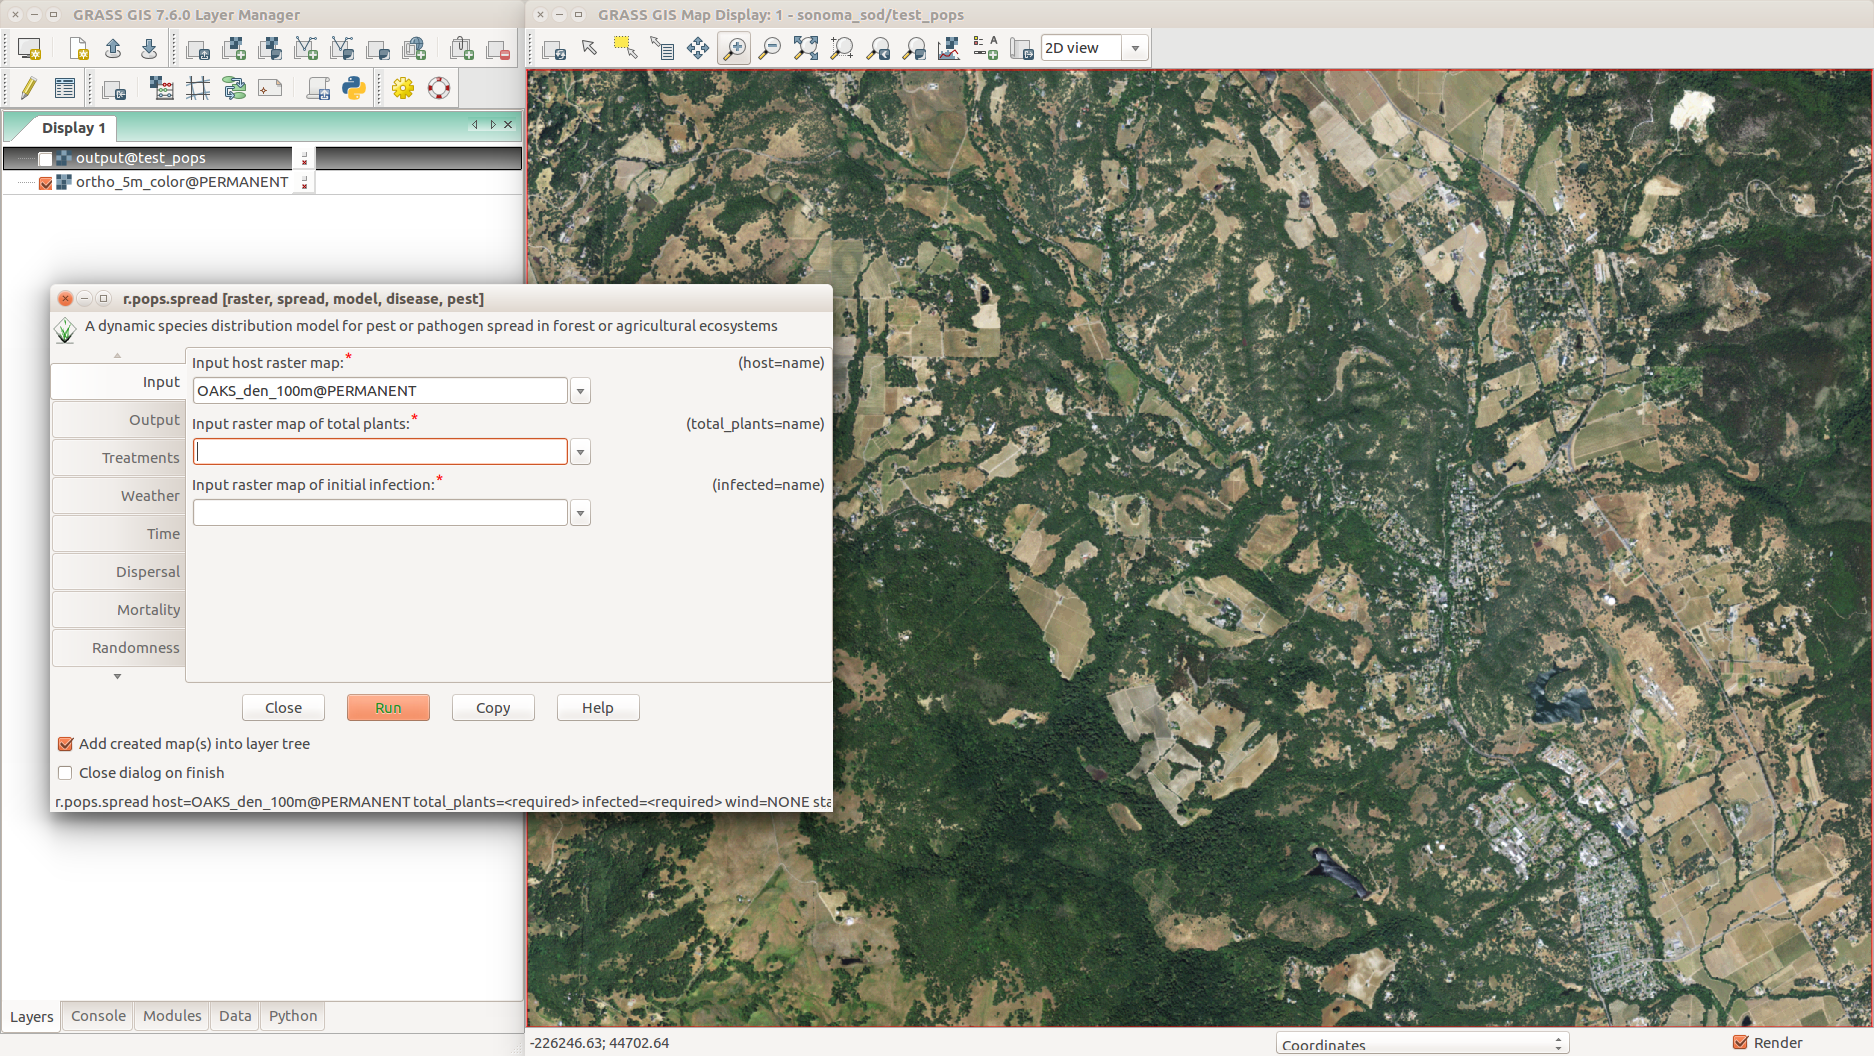 GRASS GIS 7.6.0 Layer Manager
GRASS GIS Map Display: 1 - sonoma_sod/test_pops
A
2D view
Display 1
output@test_pops
ortho_5m_color@PERMANENT
r.pops.spread [raster, spread, model, disease, pest]
A dynamic species distribution model for pest or pathogen spread in forest or agricultural ecosystems
Input
Output
Treatments
Weather
Time
Dispersal
Mortality
Randomness
Input host raster map:* (host=name)
OAKS_den_100m@PERMANENT
Input raster map of total plants:* (total_plants=name)
Input raster map of initial infection:* (infected=name)
Close Run Copy Help
Add created map(s) into layer tree
Close dialog on finish
r.pops.spread host=OAKS_den_100m@PERMANENT total_plants=<required> infected=<required> wind=NONE sta
Layers Console Modules Data Python
-226246.63; 44702.64
Coordinates
Render